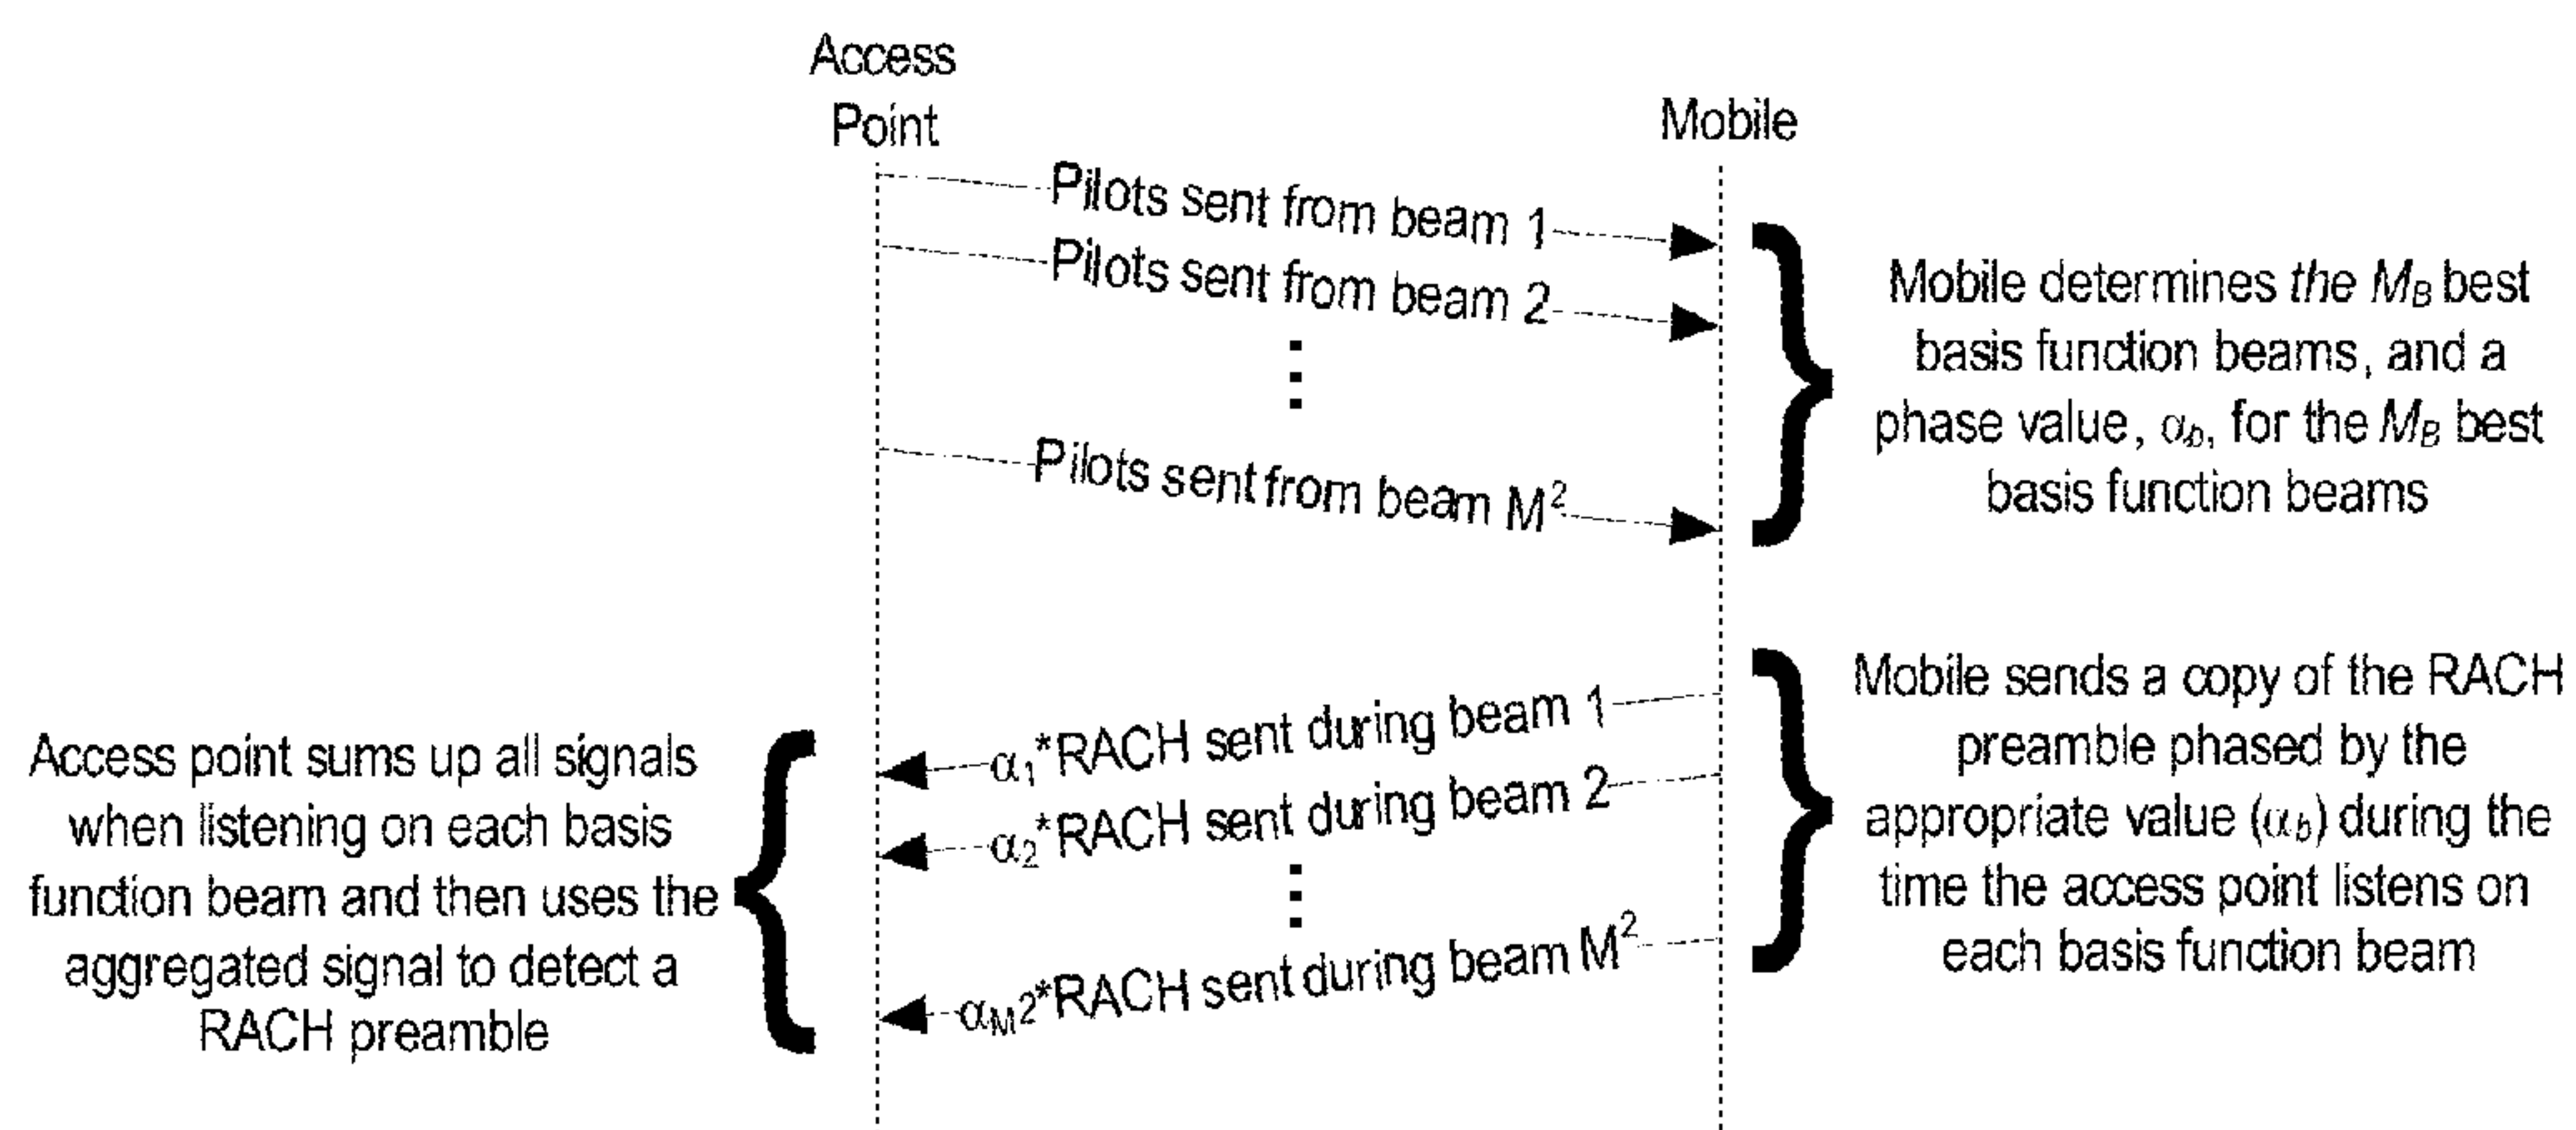 Access
Point
Mobile
Pilots sent from beam 1
Pilots sent from beam 2
Pilots sent from beam M²
Mobile determines the M_B best
basis function beams, and a
phase value, α_b, for the M_B best
basis function beams
α₁*RACH sent during beam 1
α₂*RACH sent during beam 2
α_M2*RACH sent during beam M²
Mobile sends a copy of the RACH
preamble phased by the
appropriate value (α_b) during the
time the access point listens on
each basis function beam
Access point sums up all signals
when listening on each basis
function beam and then uses the
aggregated signal to detect a
RACH preamble